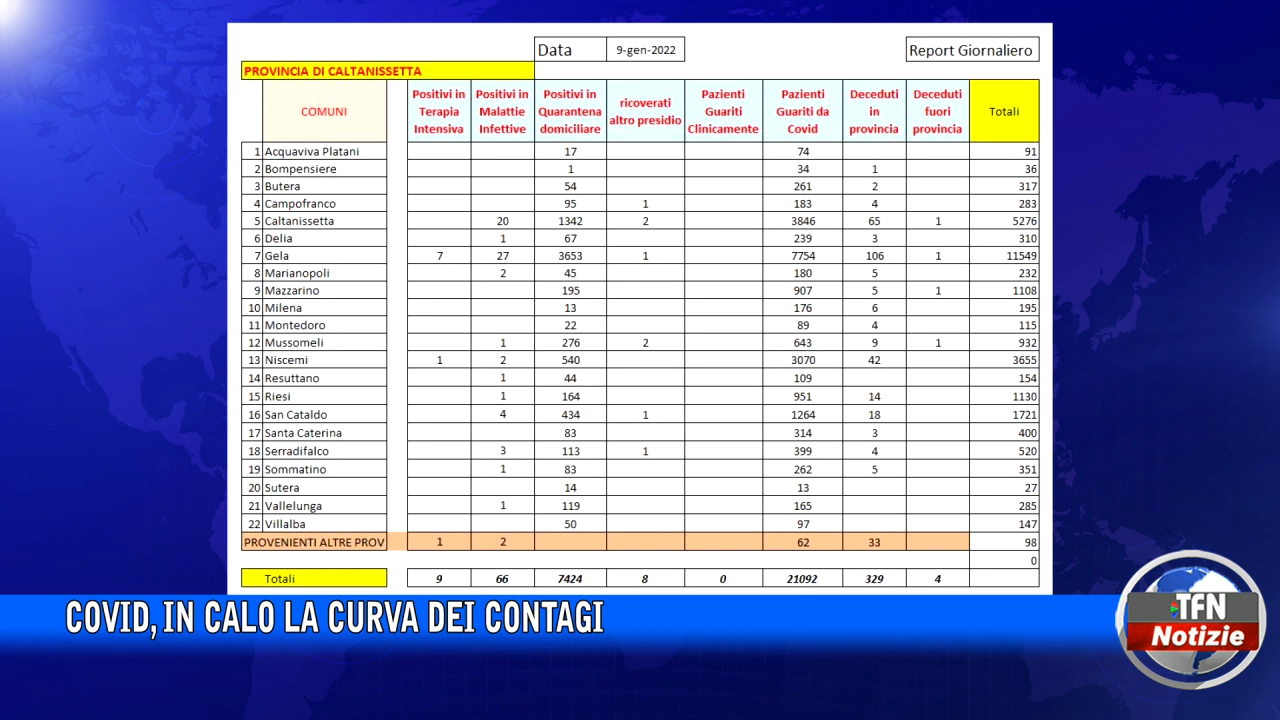 Data 9-gen-2022 Report Giornaliero
PROVINCIA DI CALTANISSETTA
COMUNI Positivi in Terapia Intensiva Positivi in Malattie Infettive Positivi in Quarantena domiciliare ricoverati altro presidio Pazienti Guariti Clinicamente Pazienti Guariti da Covid Deceduti in provincia Deceduti fuori provincia Totali
1 Acquaviva Platani 17 74 91
2 Bompensiere 1 34 1 36
3 Butera 54 261 2 317
4 Campofranco 95 1 183 4 283
5 Caltanissetta 20 1342 2 3846 65 1 5276
6 Delia 1 67 239 3 310
7 Gela 7 27 3653 1 7754 106 1 11549
8 Marianopoli 2 45 180 5 232
9 Mazzarino 195 907 5 1 1108
10 Milena 13 176 6 195
11 Montedoro 22 89 4 115
12 Mussomeli 1 276 2 643 9 1 932
13 Niscemi 1 2 540 3070 42 3655
14 Resuttano 1 44 109 154
15 Riesi 1 164 951 14 1130
16 San Cataldo 4 434 1 1264 18 1721
17 Santa Caterina 83 314 3 400
18 Serradifalco 3 113 1 399 4 520
19 Sommatino 1 83 262 5 351
20 Sutera 14 13 27
21 Vallelunga 1 119 165 285
22 Villalba 50 97 147
PROVENIENTI ALTRE PROV 1 2 62 33 98
0
Totali 9 66 7424 8 0 21092 329 4
COVID, IN CALO LA CURVA DEI CONTAGI
TFN
Notizie